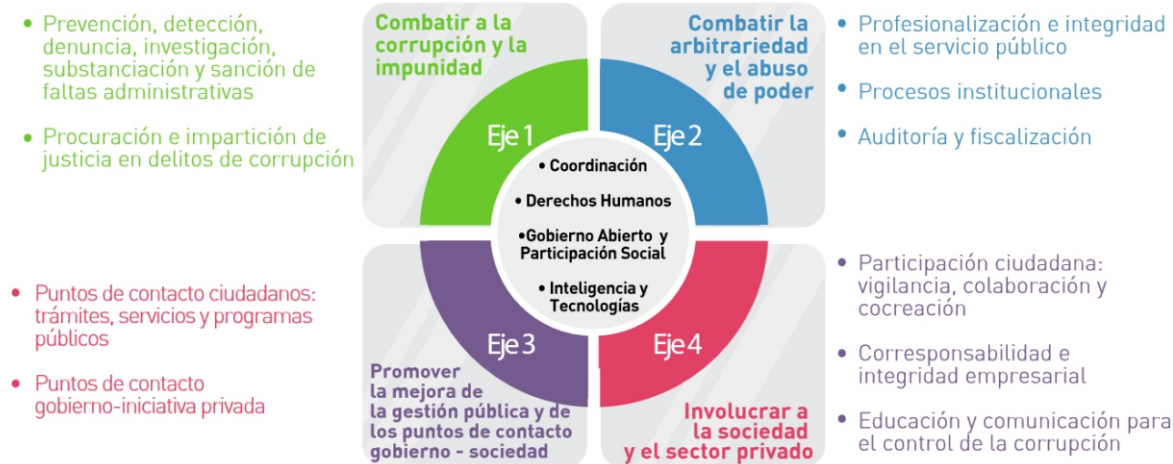 • Prevención, detección,
denuncia, investigación,
substanciación y sanción de
faltas administrativas
• Procuración e impartición de
justicia en delitos de corrupción
Combatir a la
corrupción y la
impunidad
Eje 1
Combatir la
arbitrariedad
y el abuso
de poder
Eje 2
• Profesionalización e integridad
en el servicio público
• Procesos institucionales
• Auditoría y fiscalización
• Coordinación
• Derechos Humanos
•Gobierno Abierto y
Participación Social
• Inteligencia y
Tecnologías
• Puntos de contacto ciudadanos:
trámites, servicios y programas
públicos
• Puntos de contacto
gobierno-iniciativa privada
Eje 3
Promover
la mejora de
la gestión pública y de
los puntos de contacto
gobierno - sociedad
Eje 4
Involucrar a
la sociedad
y el sector privado
• Participación ciudadana:
vigilancia, colaboración y
cocreación
• Corresponsabilidad e
integridad empresarial
• Educación y comunicación para
el control de la corrupción